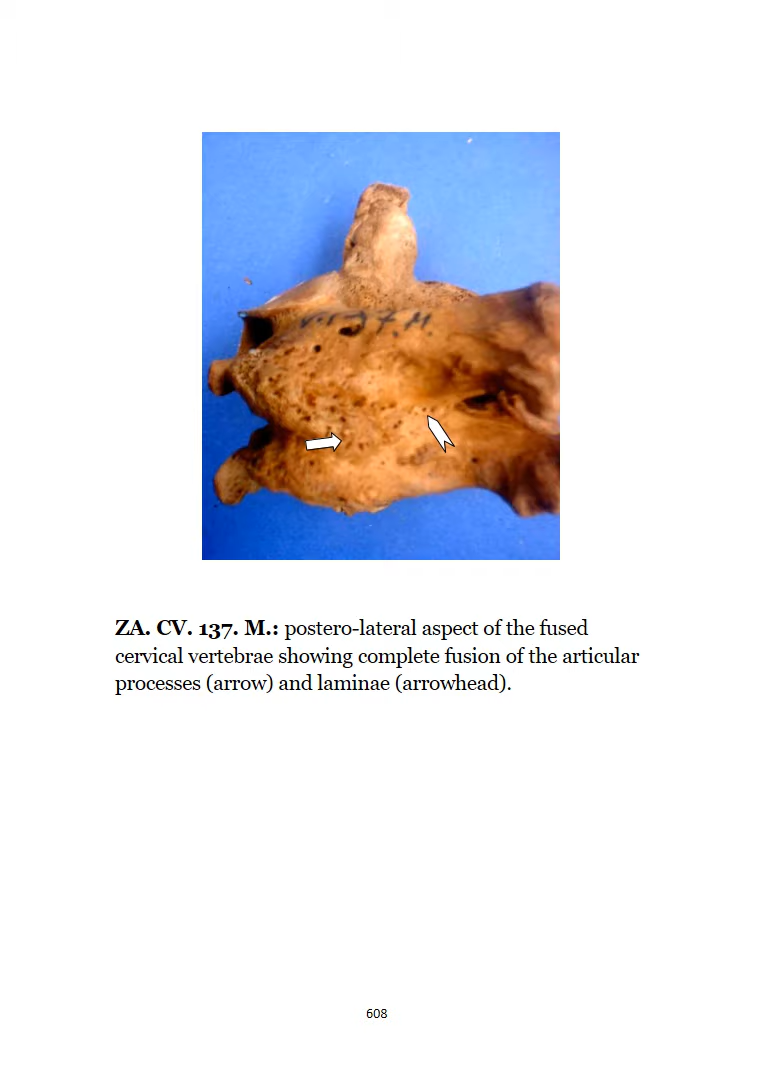 ZA. CV. 137. M.: postero-lateral aspect of the fused
cervical vertebrae showing complete fusion of the articular
processes (arrow) and laminae (arrowhead).
608